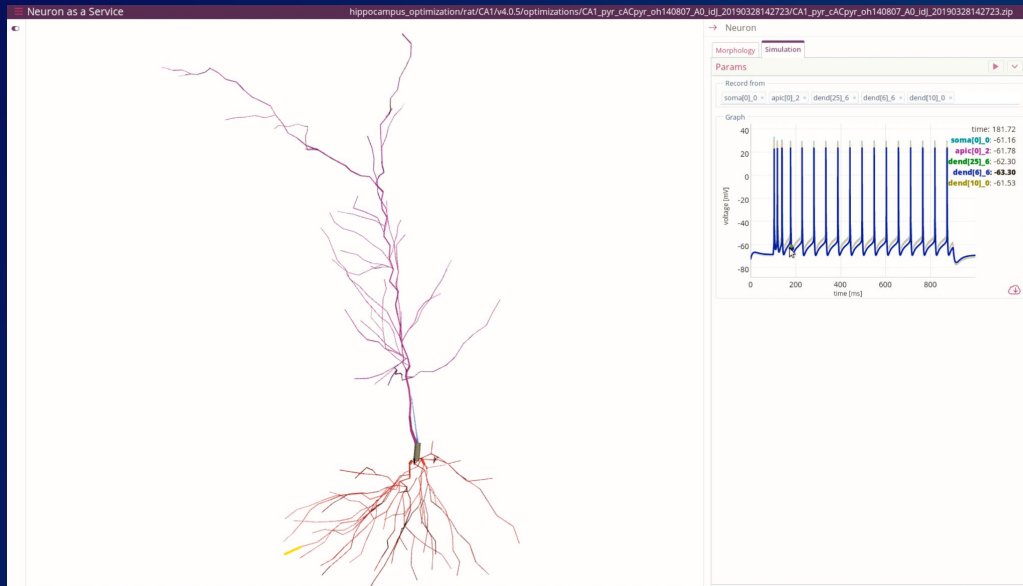 Neuron as a Service
hippocampus_optimization/rat/CA1/v4.0.5/optimizations/CA1_pyr_cACpyr_oh140807_A0_idJ_20190328142723/CA1_pyr_cACpyr_oh140807_A0_idJ_20190328142723.zip
Neuron
Morphology Simulation
Params
Record from
soma[0]_0 × apic[0]_2 × dend[25]_6 × dend[6]_6 × dend[10]_0 ×
Graph
time: 181.72
soma[0]_0: -61.16
apic[0]_2: -61.78
dend[25]_6: -62.30
dend[6]_6: -63.30
dend[10]_0: -61.53
voltage [mV]
40
20
0
-20
-40
-60
-80
0 200 400 600 800
time [ms]